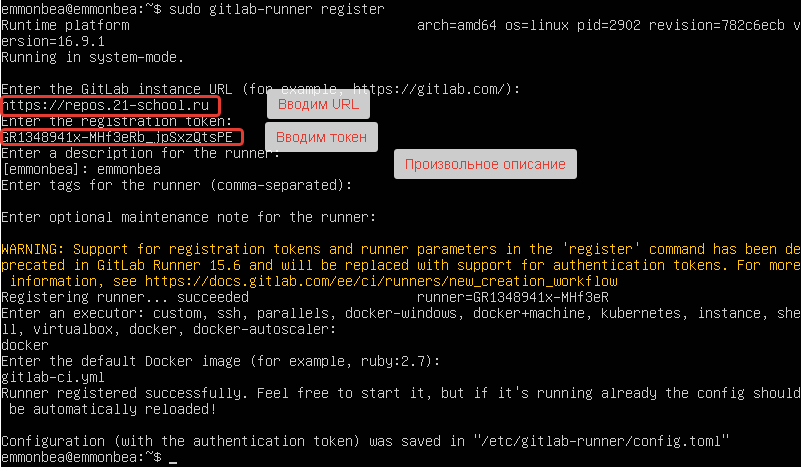 emmonbea@emmonbea:~$ sudo gitlab-runner register
Runtime platform arch=amd64 os=linux pid=2902 revision=782c6ecb v
ersion=16.9.1
Running in system-mode.
Enter the GitLab instance URL (for example, https://gitlab.com/):
https://repos.21-school.ru Вводим URL
Enter the registration token:
GR1348941x-MHf3eRb_jpSxzQtsPE Вводим токен
Enter a description for the runner:
[emmonbea]: emmonbea Произвольное описание
Enter tags for the runner (comma-separated):
Enter optional maintenance note for the runner:
WARNING: Support for registration tokens and runner parameters in the 'register' command has been de
precated in GitLab Runner 15.6 and will be replaced with support for authentication tokens. For more
information, see https://docs.gitlab.com/ee/ci/runners/new_creation_workflow
Registering runner... succeeded runner=GR1348941x-MHf3eR
Enter an executor: custom, ssh, parallels, docker-windows, docker+machine, kubernetes, instance, she
ll, virtualbox, docker, docker-autoscaler:
docker
Enter the default Docker image (for example, ruby:2.7):
gitlab-ci.yml
Runner registered successfully. Feel free to start it, but if it's running already the config should
be automatically reloaded!
Configuration (with the authentication token) was saved in "/etc/gitlab-runner/config.toml"
emmonbea@emmonbea:~$ _